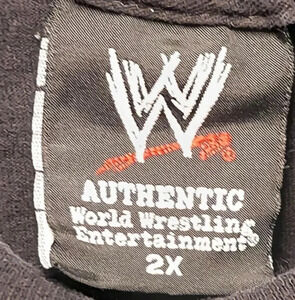 W
AUTHENTIC
World Wrestling
Entertainment®
2X